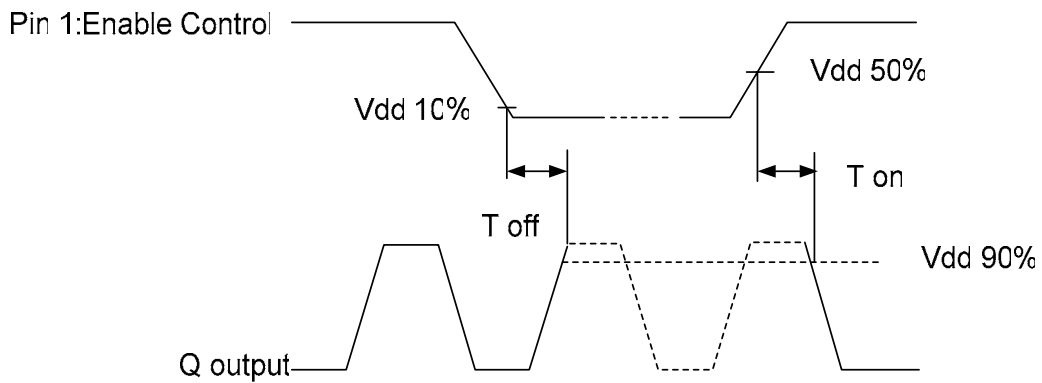 Pin 1:Enable Control
Vdd 50%
Vdd 10%
T on
T off
Vdd 90%
Q output